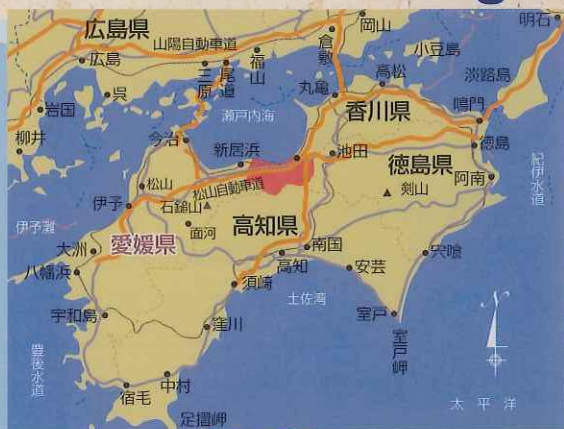 広島県
岡山
明石
山陽自動車道
倉敷
小豆島
広島
福山
尾道
三原
高松
淡路島
呉
丸亀
岩国
香川県
鳴門
瀬戸内海
今治
柳井
新居浜
池田
徳島県
徳島
松山
松山自動車道
阿南
紀伊水道
伊予
石鎚山
剣山
伊予灘
面河
高知県
愛媛県
大洲
南国
高知
安芸
宍喰
八幡浜
須崎
土佐湾
室戸
室戸岬
宇和島
窪川
N
豊後水道
中村
宿毛
太平洋
足摺岬